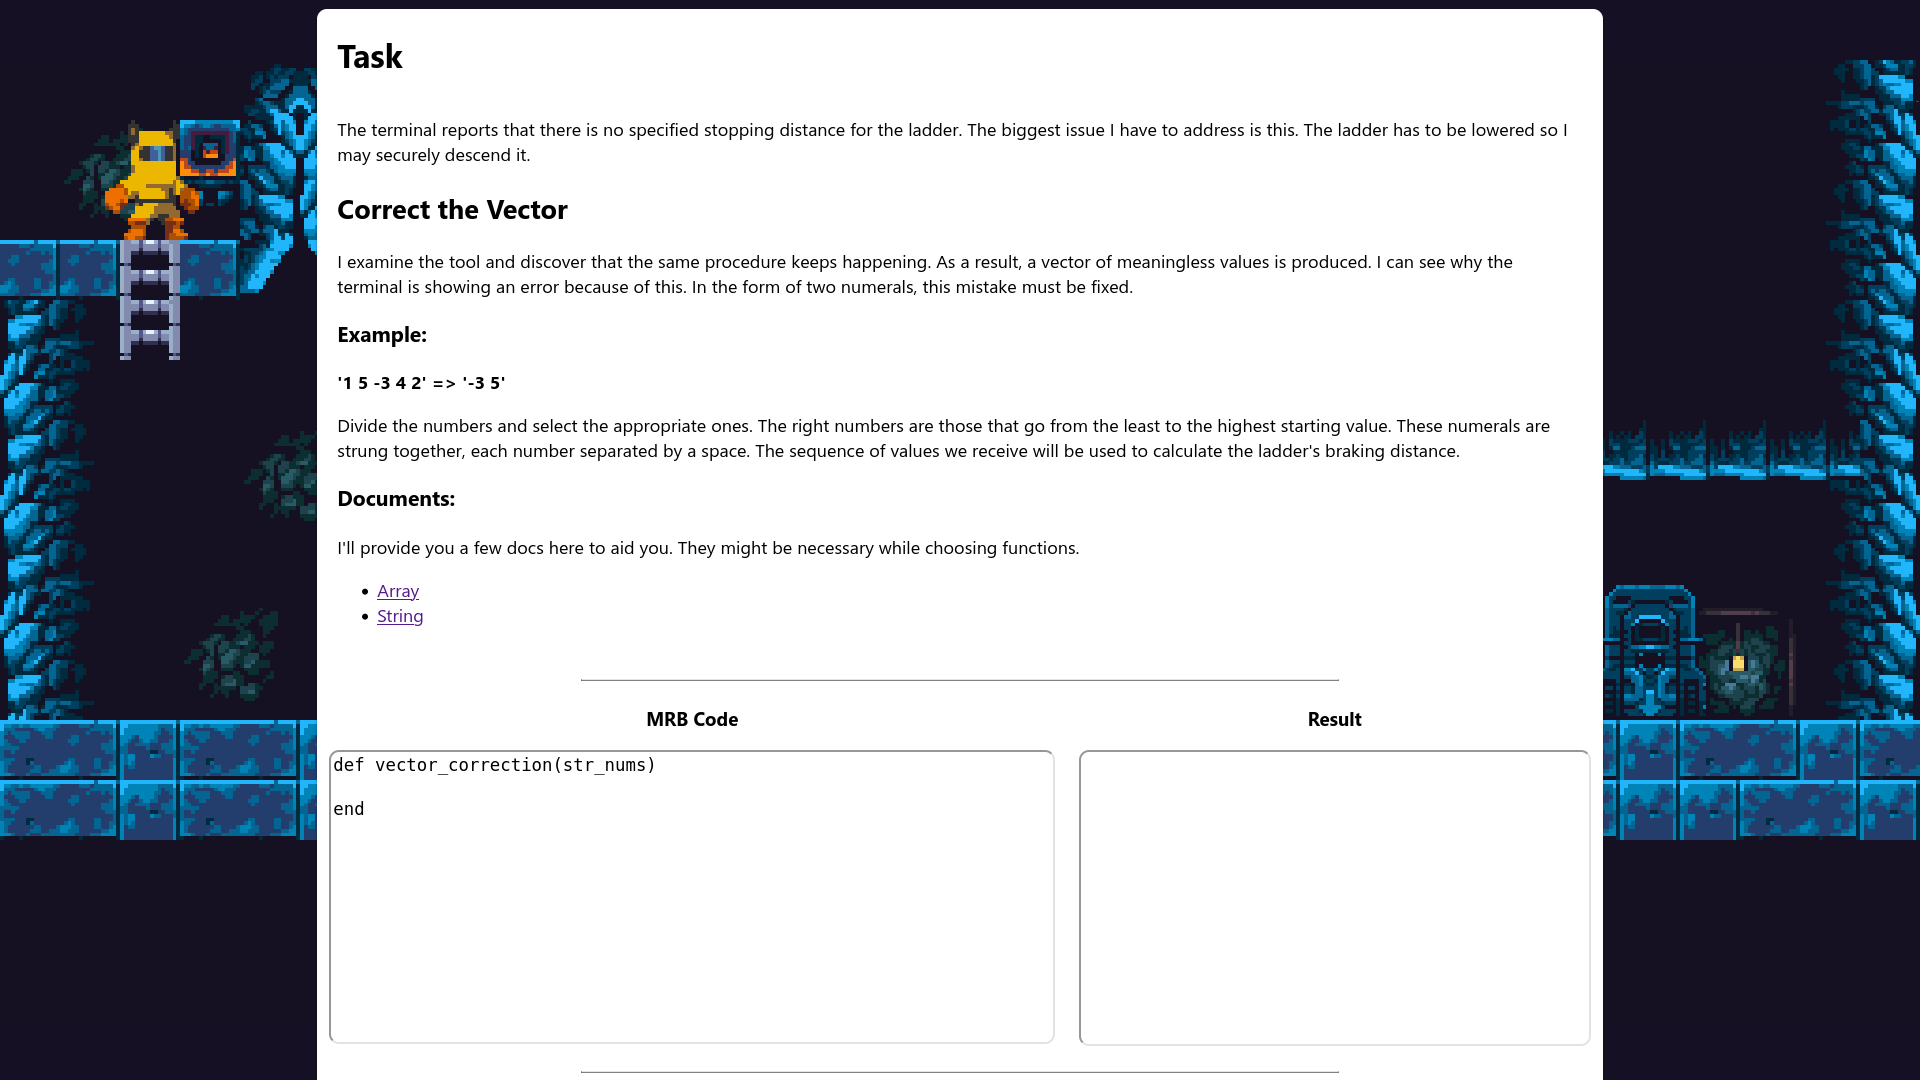 Task
The terminal reports that there is no specified stopping distance for the ladder. The biggest issue I have to address is this. The ladder has to be lowered so I
may securely descend it.
Correct the Vector
I examine the tool and discover that the same procedure keeps happening. As a result, a vector of meaningless values is produced. I can see why the
terminal is showing an error because of this. In the form of two numerals, this mistake must be fixed.
Example:
'1 5 -3 4 2' => '-3 5'
Divide the numbers and select the appropriate ones. The right numbers are those that go from the least to the highest starting value. These numerals are
strung together, each number separated by a space. The sequence of values we receive will be used to calculate the ladder's braking distance.
Documents:
I'll provide you a few docs here to aid you. They might be necessary while choosing functions.
• Array
• String
MRB Code
Result
def vector_correction(str_nums)
end